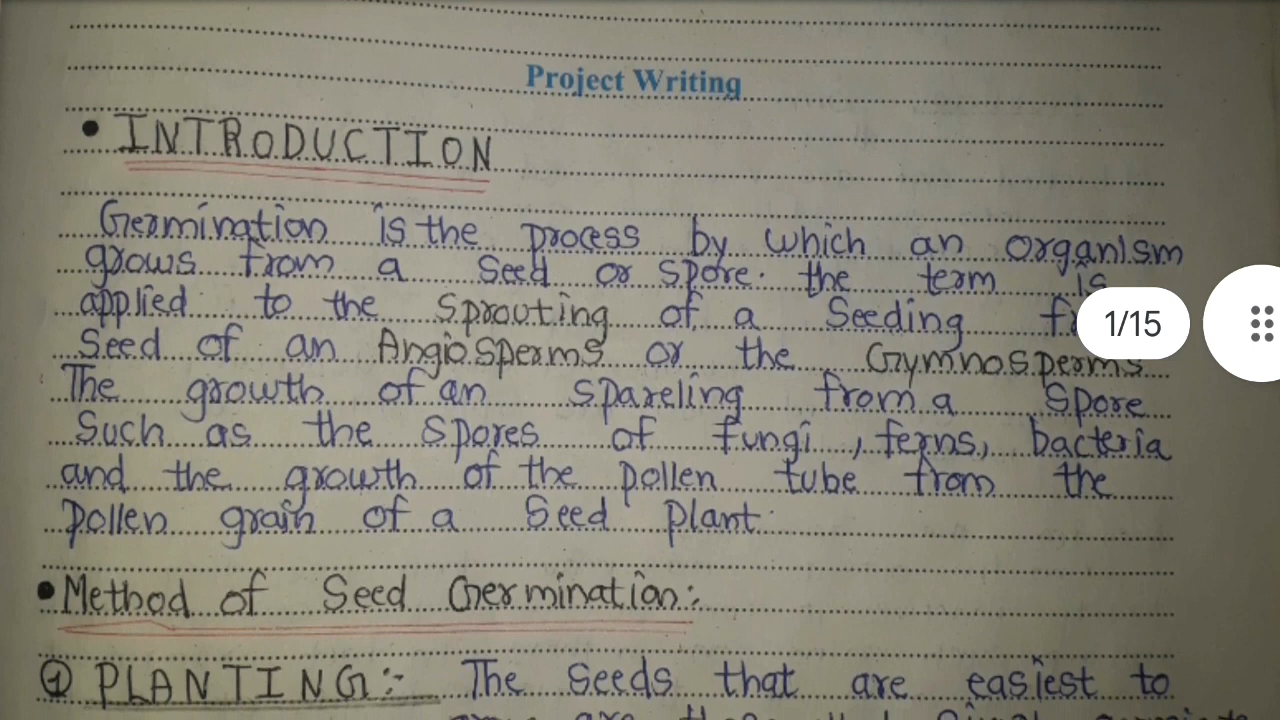 Project Writing
• INTRODUCTION
Germination is the process by which an organism
grows from a Seed or spore. the term is
applied to the Sprouting of a Seeding
Seed of an Angiosperms or the Gymnosperms
The growth of an spareling from a Spore
Such as the spores of fungi, ferns, bacteria
and the growth of the pollen tube from the
pollen grain of a Seed plant.
• Method of Seed Germination:
① PLANTING:- The Seeds that are easiest to
1/15